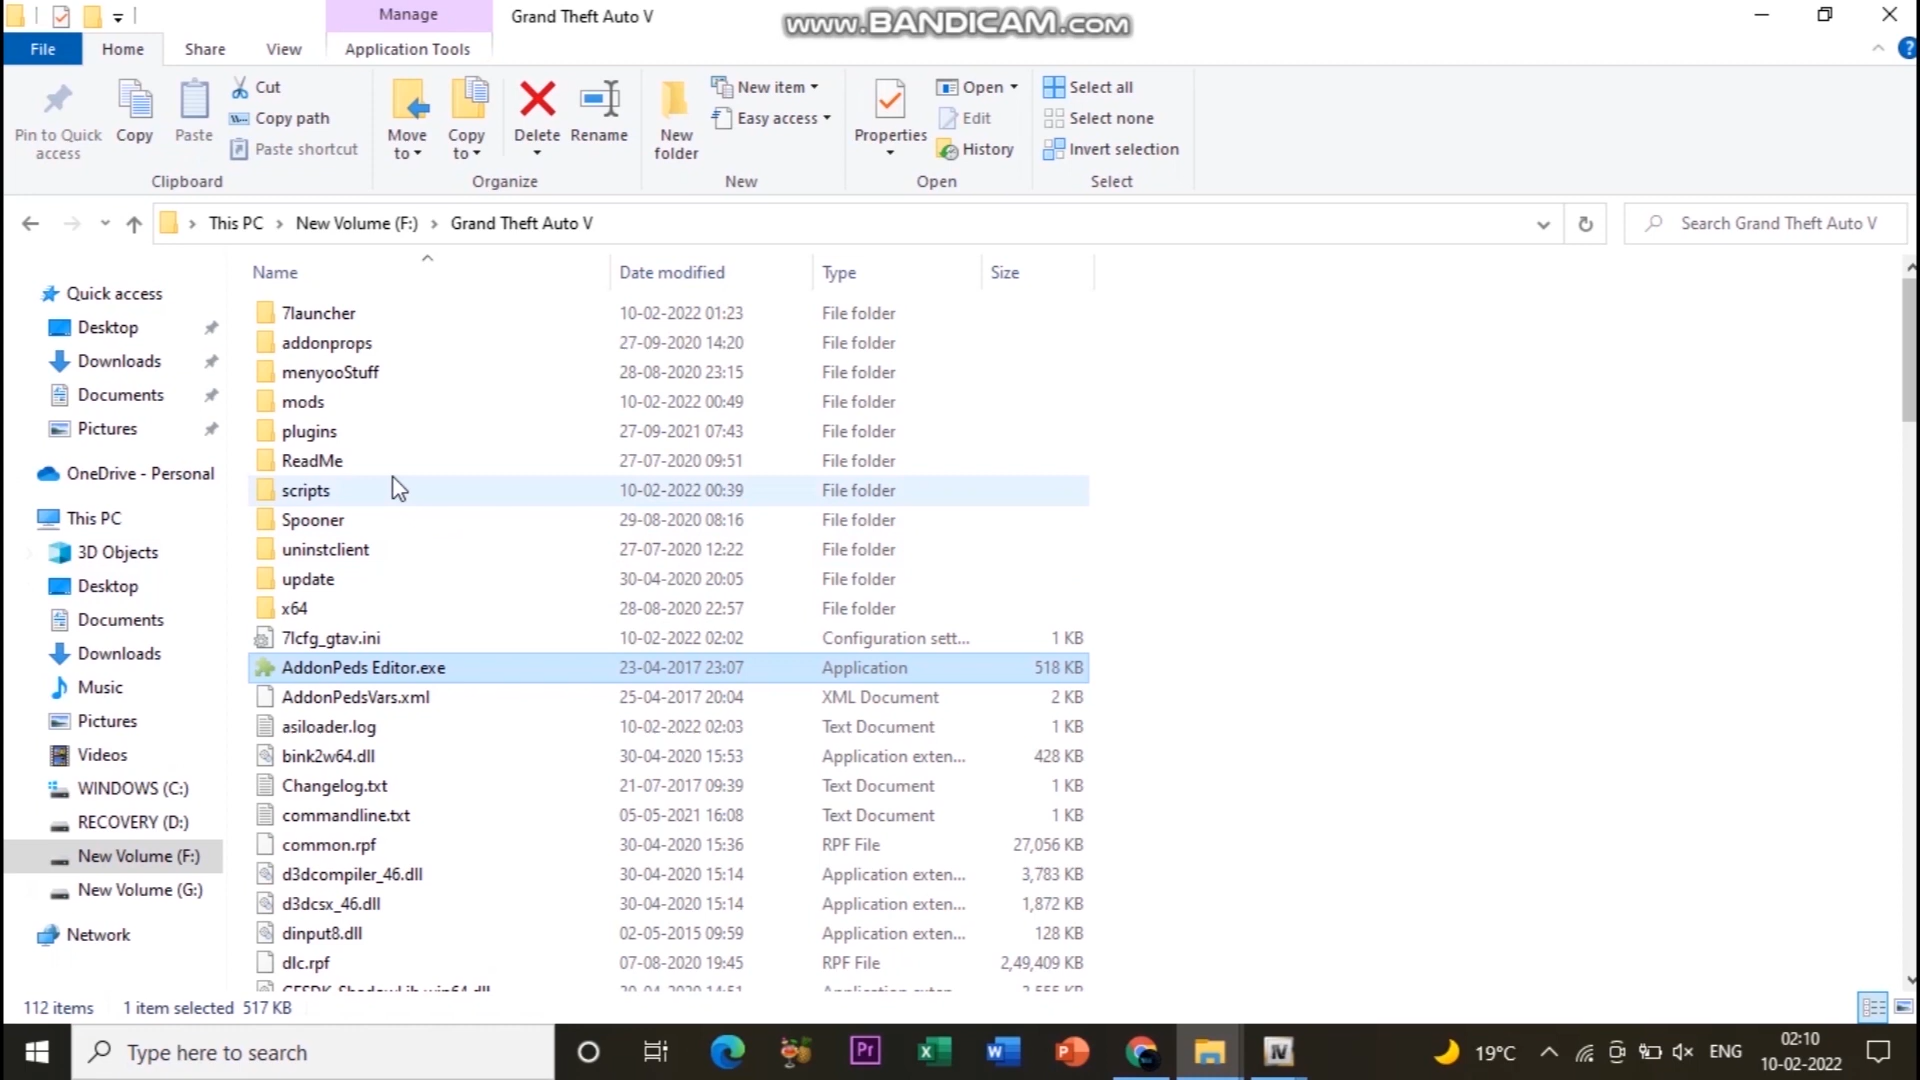 Manage
Grand Theft Auto V
www.BANDICAM.com
File
Home
Share
View
Application Tools
Pin to Quick access
Copy
Paste
Cut
Copy path
Paste shortcut
Clipboard
Move to
Copy to
Delete
Rename
Organize
New folder
New item
Easy access
New
Properties
Open
Edit
History
Open
Select all
Select none
Invert selection
Select
This PC > New Volume (F:) > Grand Theft Auto V
Search Grand Theft Auto V
Quick access
Desktop
Downloads
Documents
Pictures
OneDrive - Personal
This PC
3D Objects
Desktop
Documents
Downloads
Music
Pictures
Videos
WINDOWS (C:)
RECOVERY (D:)
New Volume (F:)
New Volume (G:)
Network
Name Date modified Type Size
7launcher 10-02-2022 01:23 File folder
addonprops 27-09-2020 14:20 File folder
menyooStuff 28-08-2020 23:15 File folder
mods 10-02-2022 00:49 File folder
plugins 27-09-2021 07:43 File folder
ReadMe 27-07-2020 09:51 File folder
scripts 10-02-2022 00:39 File folder
Spooner 29-08-2020 08:16 File folder
uninstclient 27-07-2020 12:22 File folder
update 30-04-2020 20:05 File folder
x64 28-08-2020 22:57 File folder
7lcfg_gtav.ini 10-02-2022 02:02 Configuration sett... 1 KB
AddonPeds Editor.exe 23-04-2017 23:07 Application 518 KB
AddonPedsVars.xml 25-04-2017 20:04 XML Document 2 KB
asiloader.log 10-02-2022 02:03 Text Document 1 KB
bink2w64.dll 30-04-2020 15:53 Application exten... 428 KB
Changelog.txt 21-07-2017 09:39 Text Document 1 KB
commandline.txt 05-05-2021 16:08 Text Document 1 KB
common.rpf 30-04-2020 15:36 RPF File 27,056 KB
d3dcompiler_46.dll 30-04-2020 15:14 Application exten... 3,783 KB
d3dcsx_46.dll 30-04-2020 15:14 Application exten... 1,872 KB
dinput8.dll 02-05-2015 09:59 Application exten... 128 KB
dlc.rpf 07-08-2020 19:45 RPF File 2,49,409 KB
112 items 1 item selected 517 KB
Type here to search
Pr
IV
19°C
ENG
02:10
10-02-2022